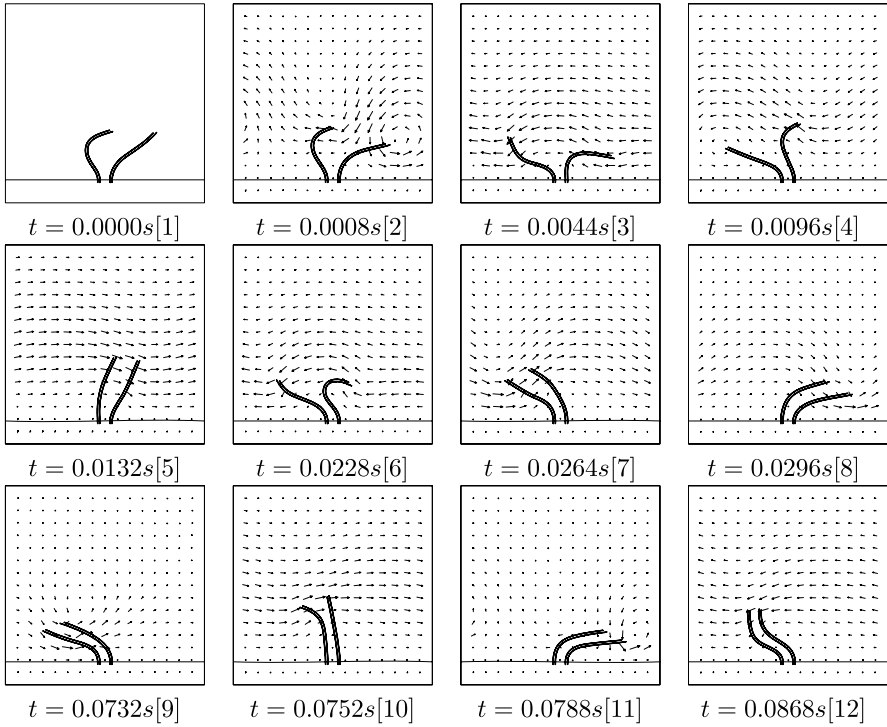 t = 0.0000s[1] t = 0.0008s[2] t = 0.0044s[3] t = 0.0096s[4]
t = 0.0132s[5] t = 0.0228s[6] t = 0.0264s[7] t = 0.0296s[8]
t = 0.0732s[9] t = 0.0752s[10] t = 0.0788s[11] t = 0.0868s[12]